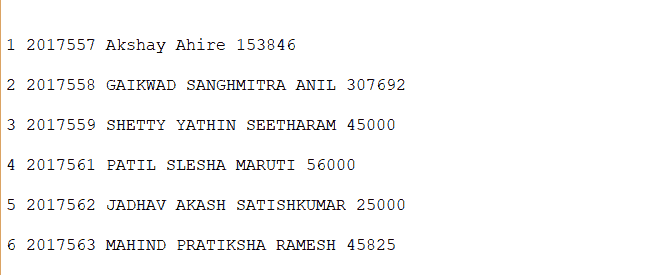 1 2017557 Akshay Ahire 153846
2 2017558 GAIKWAD SANGHMITRA ANIL 307692
3 2017559 SHETTY YATHIN SEETHARAM 45000
4 2017561 PATIL SLESHA MARUTI 56000
5 2017562 JADHAV AKASH SATISHKUMAR 25000
6 2017563 MAHIND PRATIKSHA RAMESH 45825